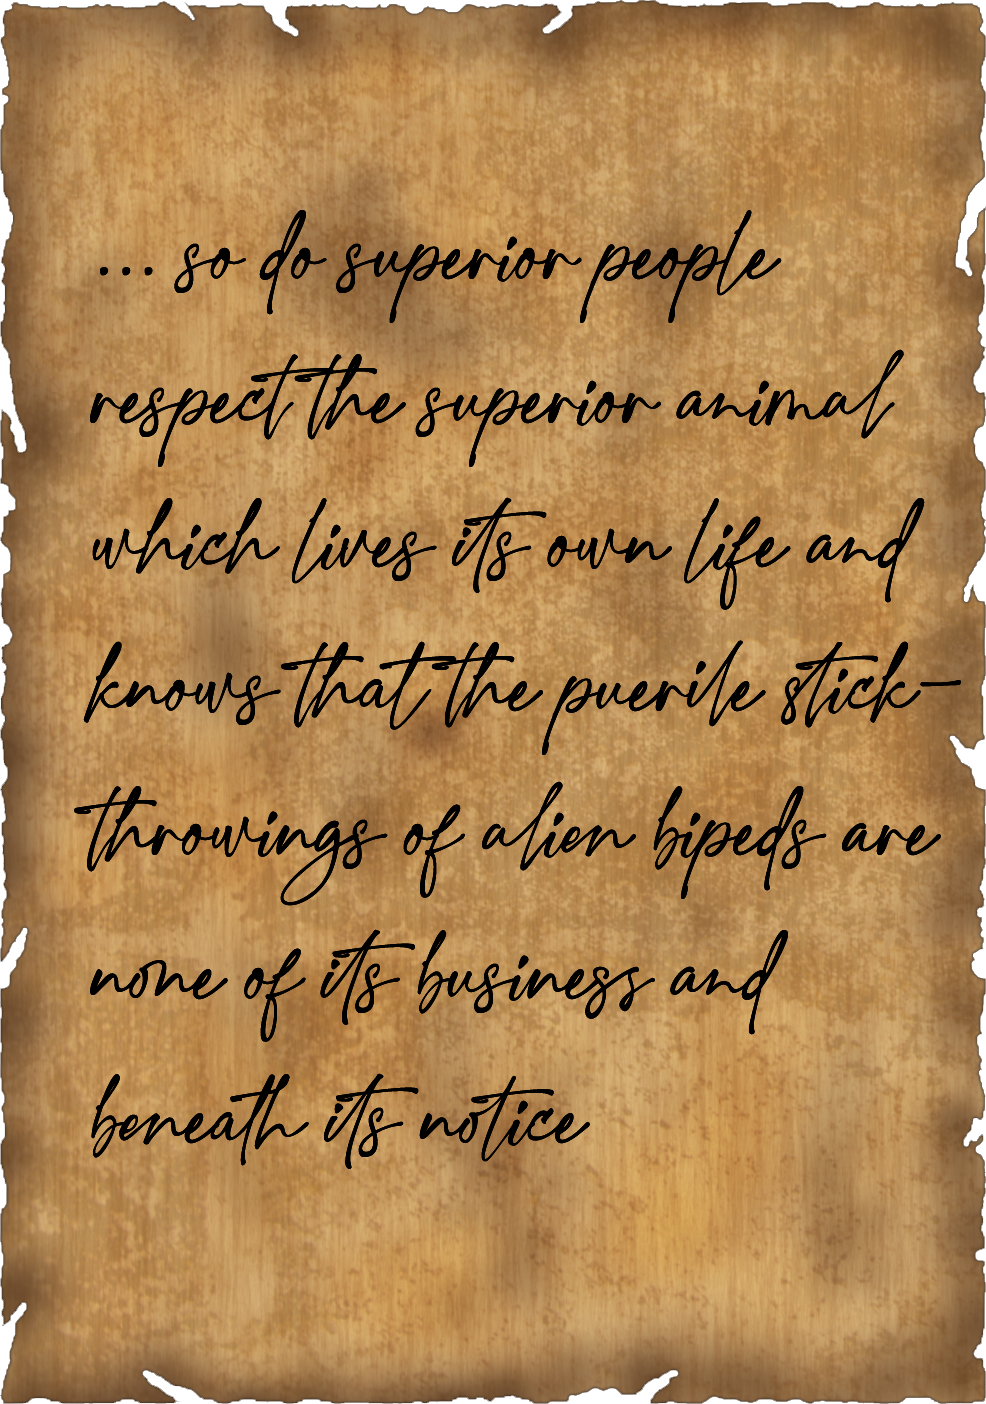 ... so do superior people
respect the superior animal
which lives its own life and
knows that the puerile stick-
throwings of alien bipeds are
none of its business and
beneath its notice